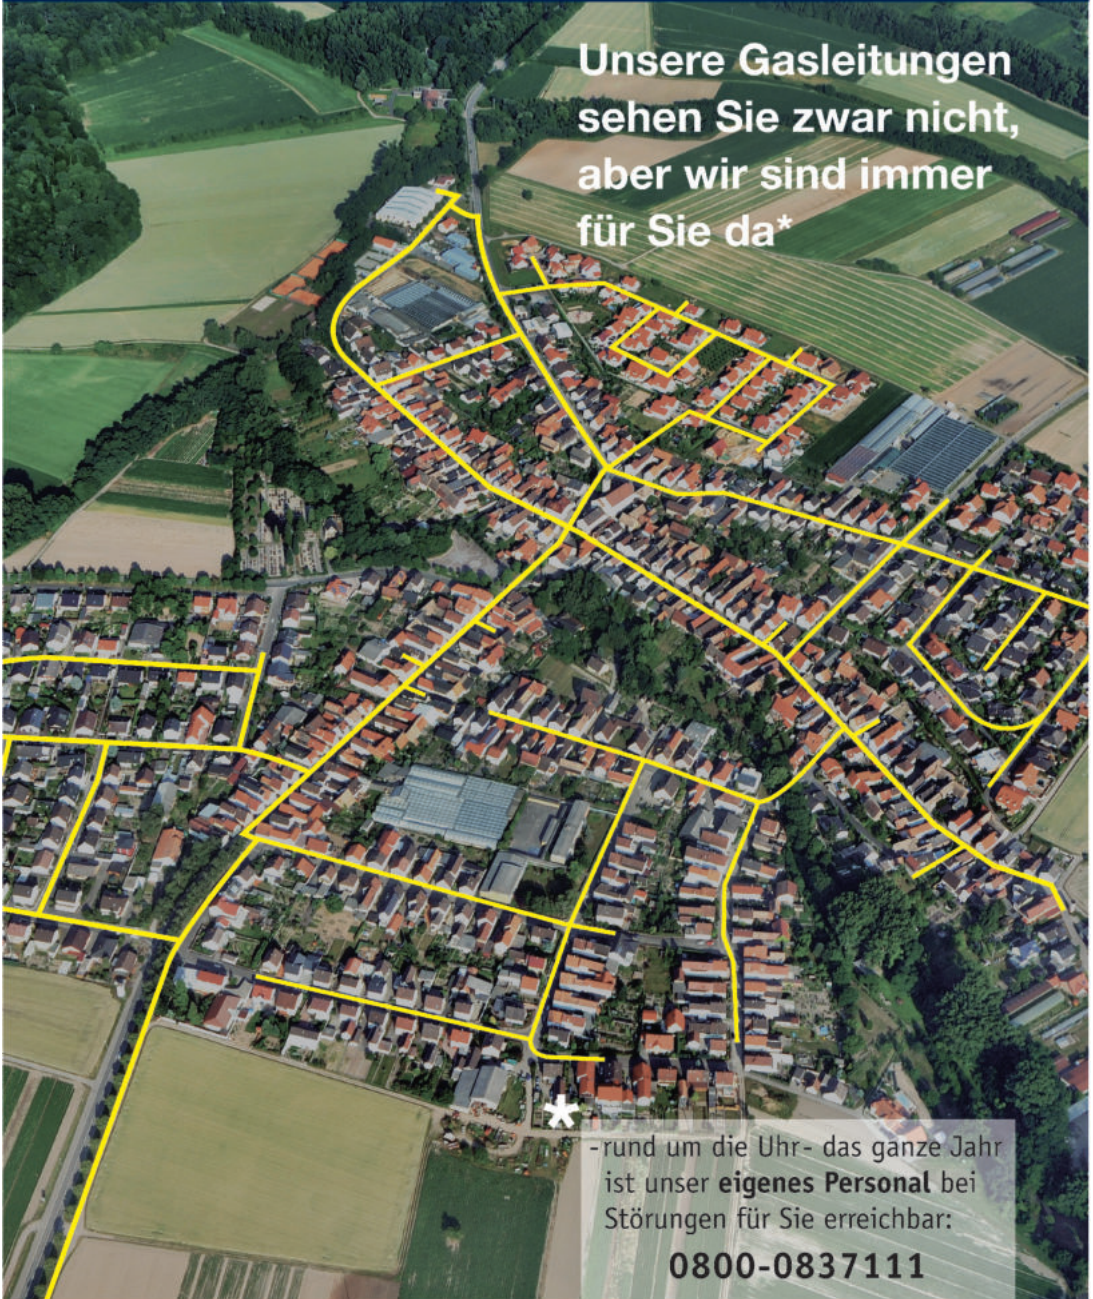 Unsere Gasleitungen
sehen Sie zwar nicht,
aber wir sind immer
für Sie da*
*
-rund um die Uhr- das ganze Jahr
ist unser eigenes Personal bei
Störungen für Sie erreichbar:
0800-0837111